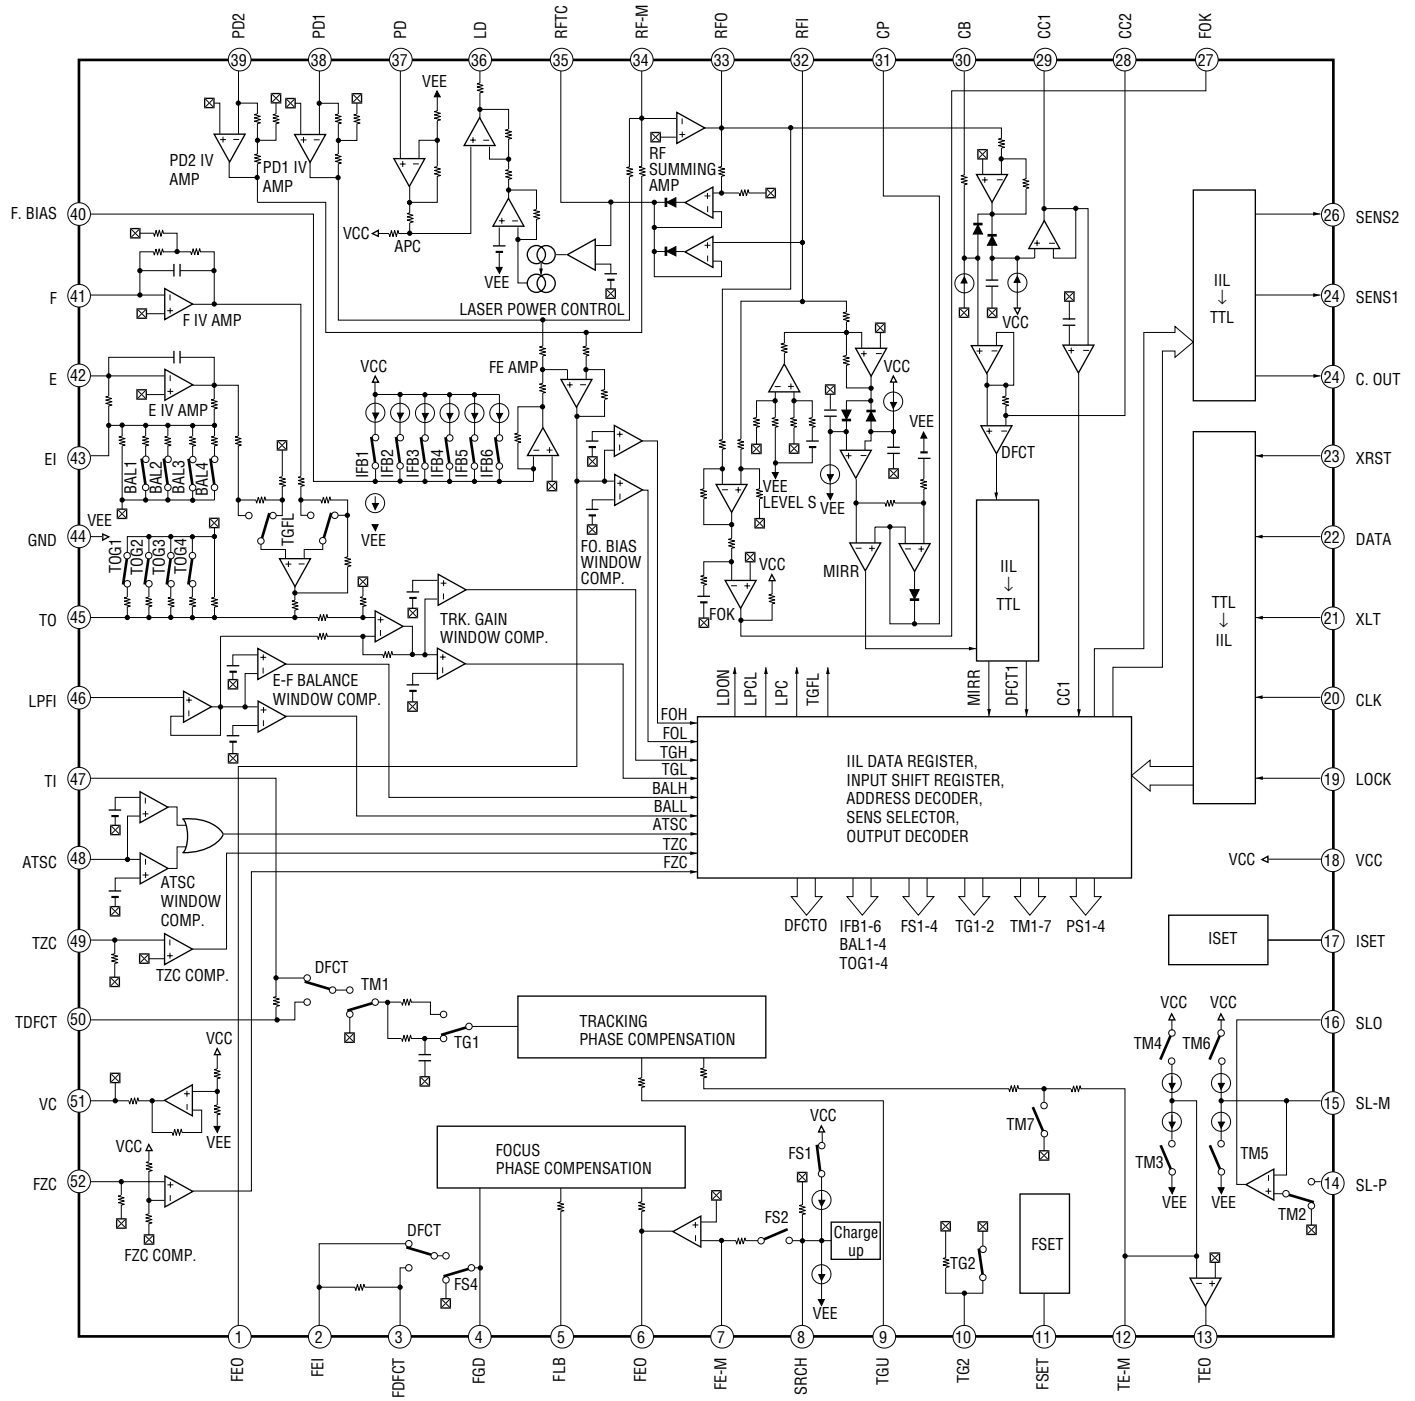 PD2 PD1 PD LD RFTC RF-M RFO RFI CP CB CC1 CC2 FOK
39 38 37 36 35 34 33 32 31 30 29 28 27
VEE
PD2 IV
AMP
PD1 IV
AMP
RF
SUMMING
AMP
F. BIAS 40
VCC
APC
VEE
LASER POWER CONTROL
F 41
F IV AMP
E 42
E IV AMP
EI 43
BAL1
BAL2
BAL3
BAL4
VCC
FE AMP
IFB1
IFB2
IFB3
IFB4
IFB5
IFB6
VEE
TGFL
VEE
GND 44
TOG1
TOG2
TOG3
TOG4
TO 45
FO. BIAS
WINDOW
COMP.
TRK. GAIN
WINDOW COMP.
E-F BALANCE
WINDOW COMP.
LPFI 46
VEE
LEVEL S
VCC
VEE
VEE
MIRR
VCC
FOK
VCC
DFCT
IIL
↓
TTL
IIL
↓
TTL
26 SENS2
24 SENS1
24 C. OUT
TTL
↓
IIL
23 XRST
22 DATA
21 XLT
20 CLK
19 LOCK
LDON
LPCL
LPC
TGFL
MIRR
DFCT1
CC1
FOH
FOL
TGH
TGL
BALH
BALL
ATSC
TZC
FZC
IIL DATA REGISTER,
INPUT SHIFT REGISTER,
ADDRESS DECODER,
SENS SELECTOR,
OUTPUT DECODER
DFCTO
IFB1-6
BAL1-4
TOG1-4
FS1-4
TG1-2
TM1-7
PS1-4
TI 47
ATSC 48
ATSC
WINDOW
COMP.
TZC 49
TZC COMP.
TDFCT 50
DFCT
TM1
TG1
TRACKING
PHASE COMPENSATION
VCC 18 VCC
ISET
17 ISET
VC 51
VCC
VEE
VCC
FZC 52
FZC COMP.
FOCUS
PHASE COMPENSATION
DFCT
FS4
VCC
FS1
FS2
Charge
up
VEE
TM7
TG2
FSET
VCC VCC
TM4 TM6
TM3
TM5
VEE VEE
TM2
16 SLO
15 SL-M
14 SL-P
1 2 3 4 5 6 7 8 9 10 11 12 13
FEO FEI FDFCT FGD FLB FEO FE-M SRCH TGU TG2 FSET TE-M TEO